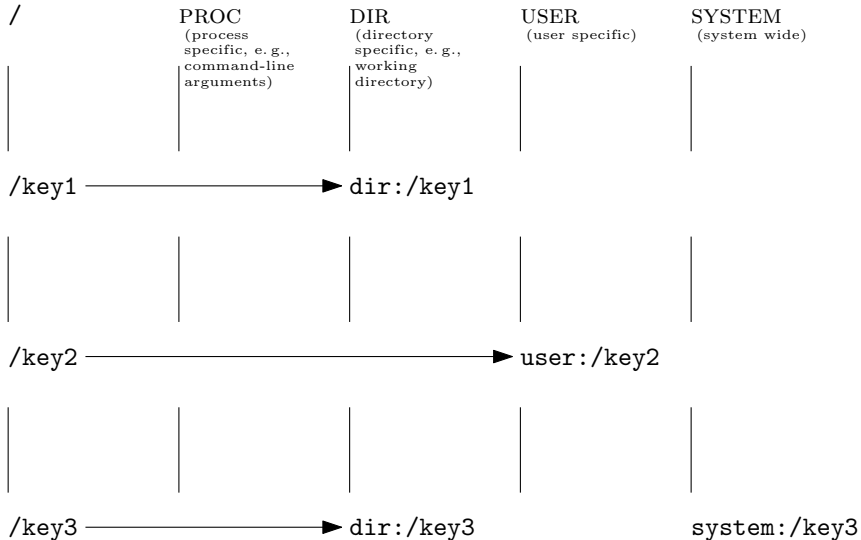 / PROC DIR USER SYSTEM
(process (directory (user specific) (system wide)
specific, e. g., specific, e. g.,
command-line working
arguments) directory)
/key1 dir:/key1
/key2 user:/key2
/key3 dir:/key3 system:/key3